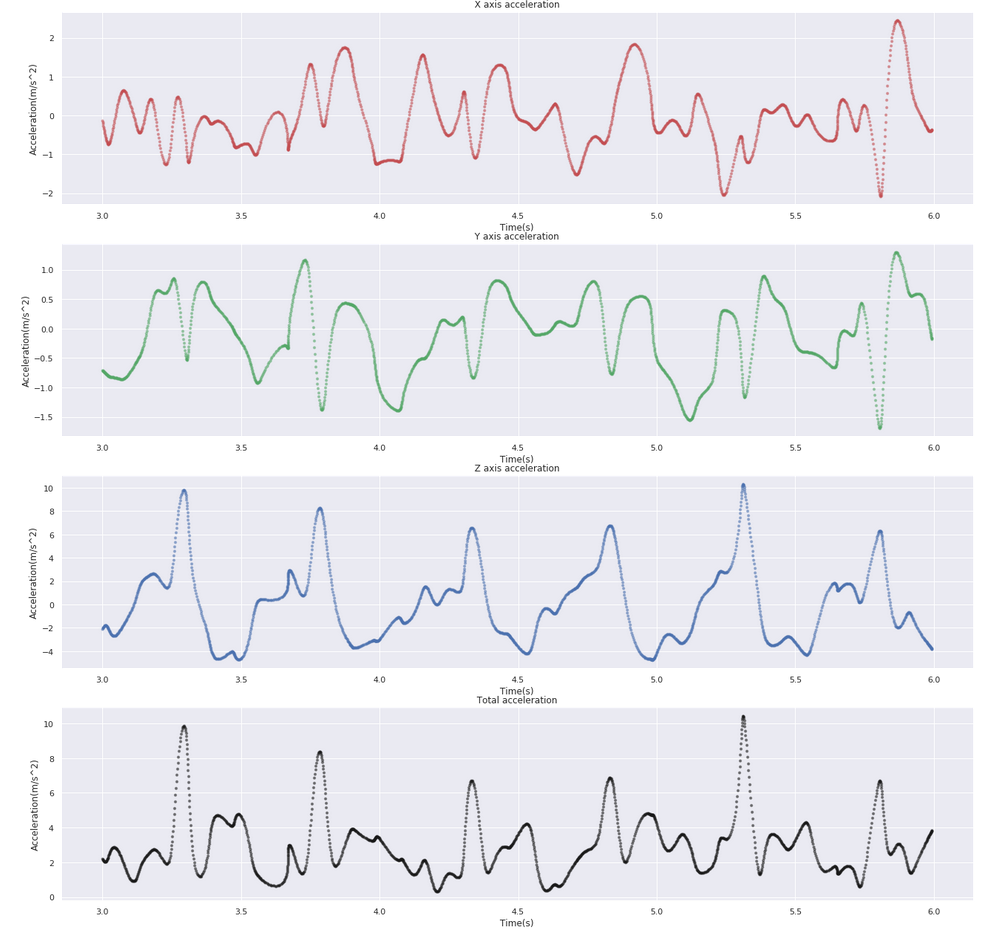 X axis acceleration
Acceleration(m/s^2)
2
1
0
−1
−2
3.0 3.5 4.0 4.5 5.0 5.5 6.0
Time(s)
Y axis acceleration
Acceleration(m/s^2)
1.0
0.5
0.0
−0.5
−1.0
−1.5
3.0 3.5 4.0 4.5 5.0 5.5 6.0
Time(s)
Z axis acceleration
Acceleration(m/s^2)
10
8
6
4
2
0
−2
−4
3.0 3.5 4.0 4.5 5.0 5.5 6.0
Time(s)
Total acceleration
Acceleration(m/s^2)
10
8
6
4
2
0
3.0 3.5 4.0 4.5 5.0 5.5 6.0
Time(s)